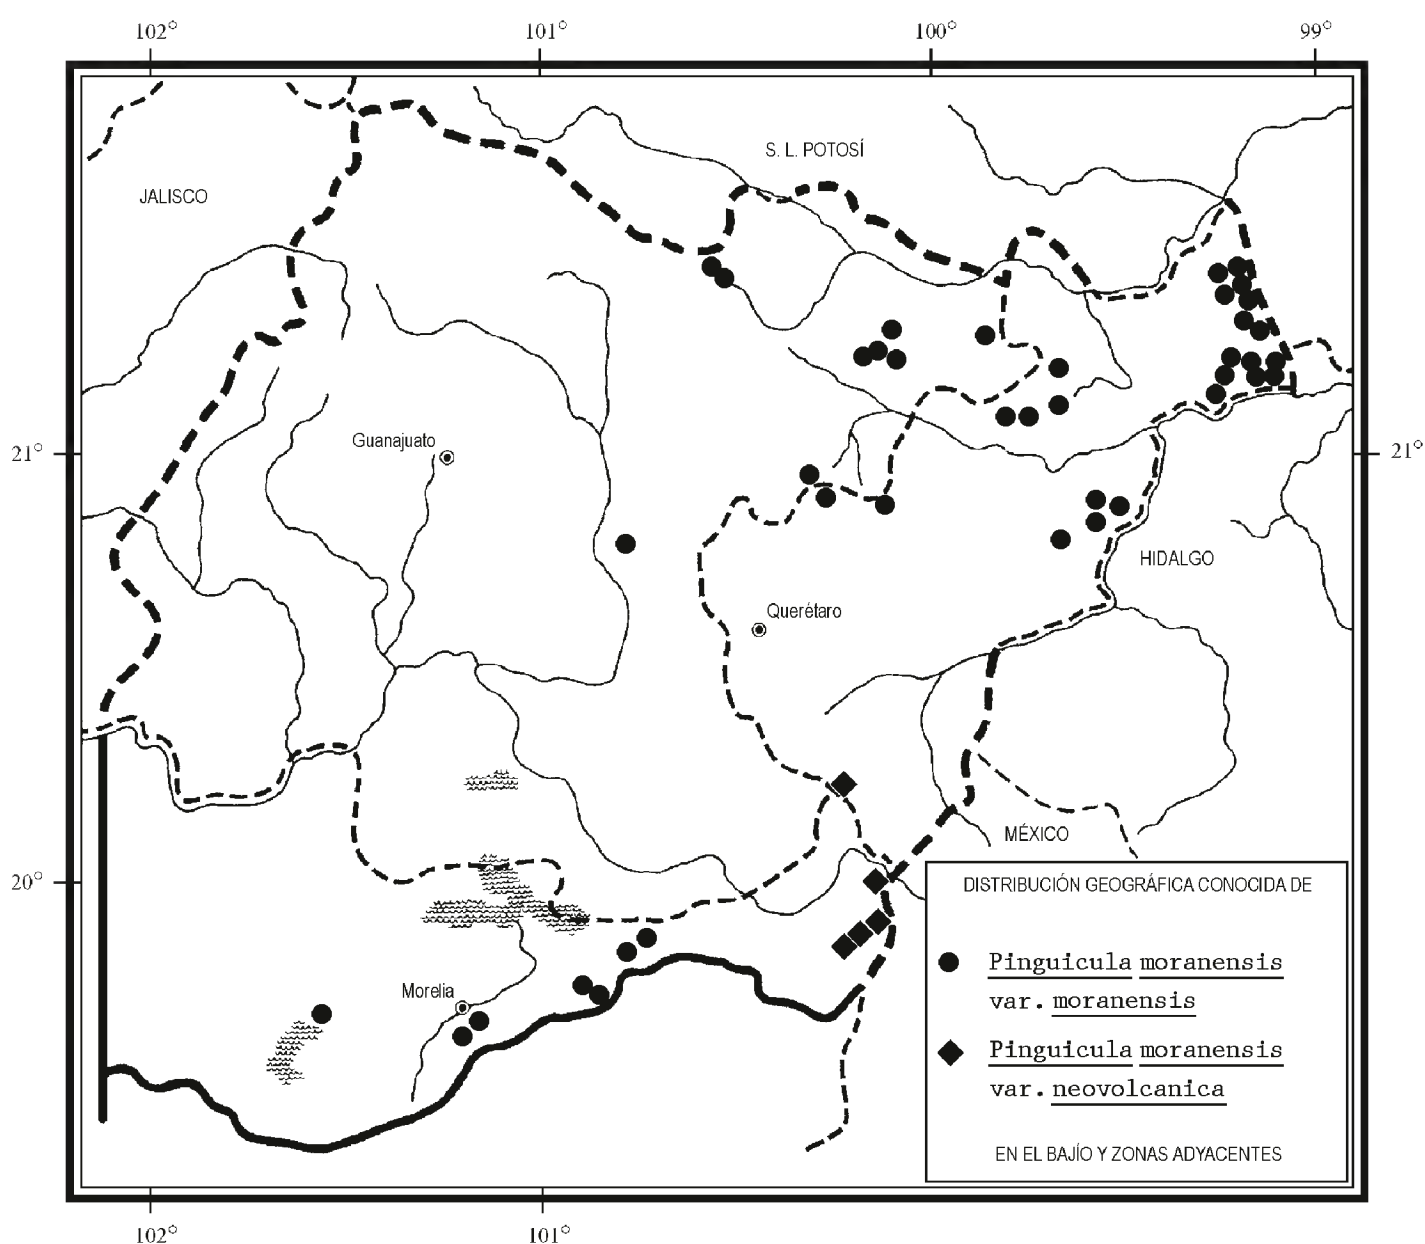 102° 101° 100° 99°
S. L. POTOSÍ
JALISCO
Guanajuato
21° 21°
HIDALGO
Querétaro
MÉXICO
20°
DISTRIBUCIÓN GEOGRÁFICA CONOCIDA DE
Pinguicula moranensis
var. moranensis
Morelia
Pinguicula moranensis
var. neovolcanica
EN EL BAJÍO Y ZONAS ADYACENTES
102° 101°